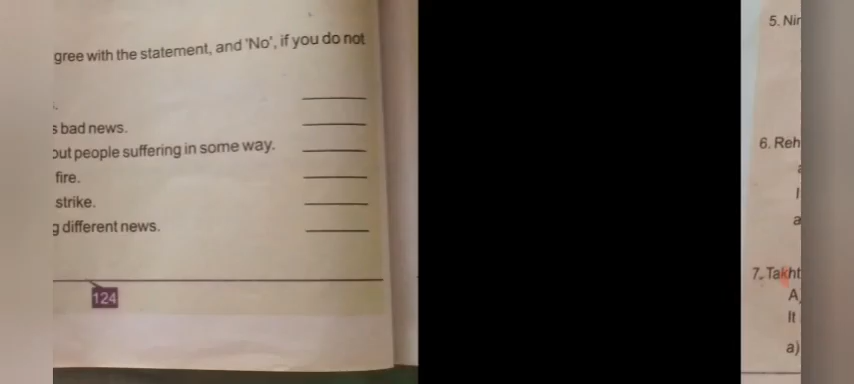 gree with the statement, and 'No', if you do not
s.
s bad news.
out people suffering in some way.
fire.
strike.
g different news.
124
5. Nir
6. Reh
a
I
a
7. Takht
A
It
a)